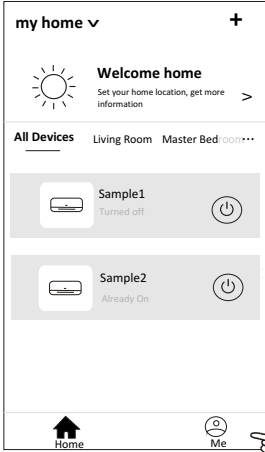 my home
Welcome home
Set your home location, get more
information
All Devices Living Room Master Bedroom
Sample1
Turned off
Sample2
Already On
Home Me